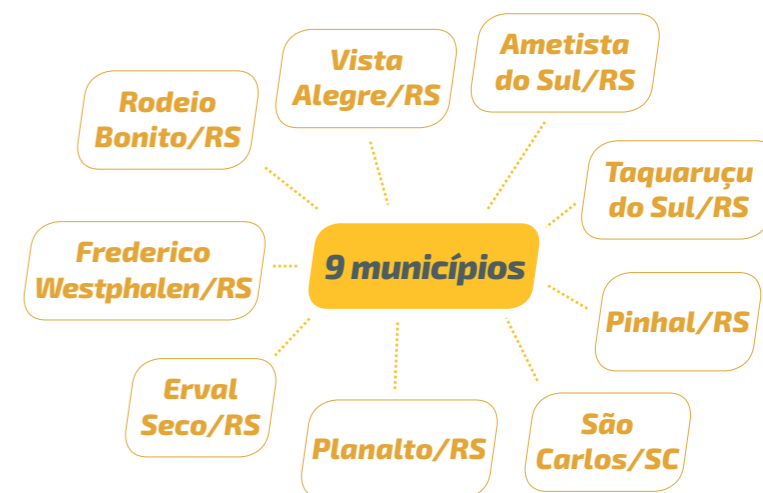 Ametista
do Sul/RS
Vista
Alegre/RS
Rodeio
Bonito/RS
Taquaruçu
do Sul/RS
Frederico
Westphalen/RS
9 municípios
Pinhal/RS
Erval
Seco/RS
Planalto/RS
São
Carlos/SC